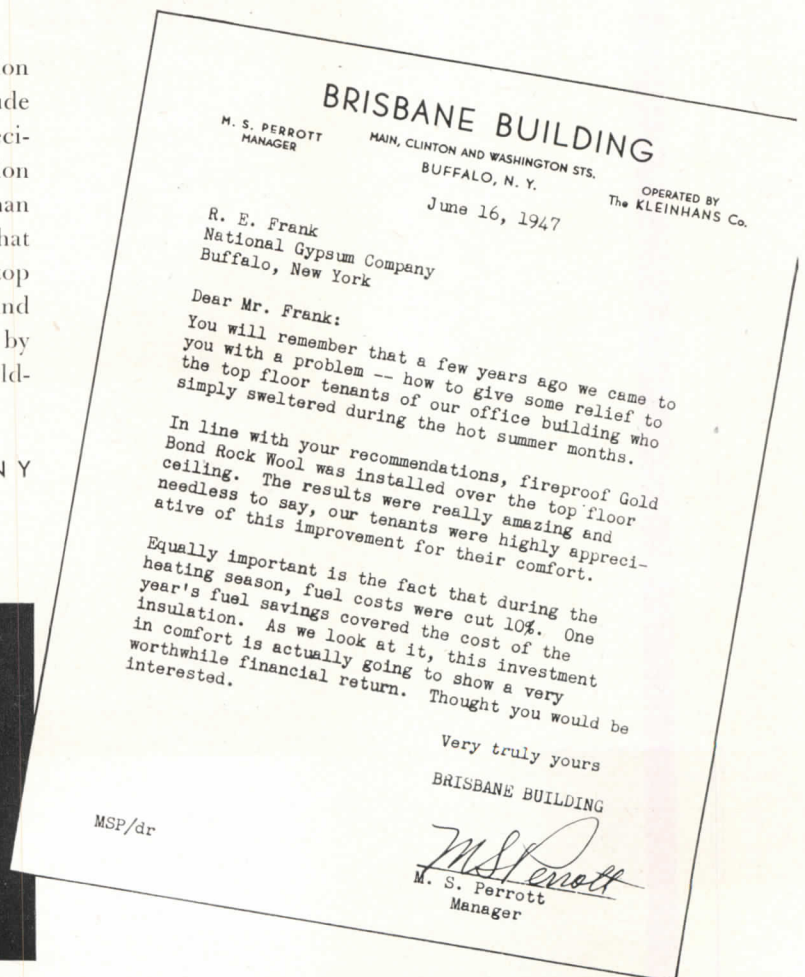 on
de
ci-
on
an
hat
op
nd
by
ld-
N Y
BRISBANE BUILDING
M. S. PERROTT
MANAGER
MAIN, CLINTON AND WASHINGTON STS.
BUFFALO, N. Y.
OPERATED BY
The KLEINHANS Co.
June 16, 1947
R. E. Frank
National Gypsum Company
Buffalo, New York
Dear Mr. Frank:
You will remember that a few years ago we came to
you with a problem -- how to give some relief to
the top floor tenants of our office building who
simply sweltered during the hot summer months.
In line with your recommendations, fireproof Gold
Bond Rock Wool was installed over the top floor
ceiling. The results were really amazing and
needless to say, our tenants were highly appreci-
ative of this improvement for their comfort.
Equally important is the fact that during the
heating season, fuel costs were cut 10%. One
year's fuel savings covered the cost of the
insulation. As we look at it, this investment
in comfort is actually going to show a very
worthwhile financial return. Thought you would be
interested.
Very truly yours
BRISBANE BUILDING
MSP/dr
MSPerrott
M. S. Perrott
Manager